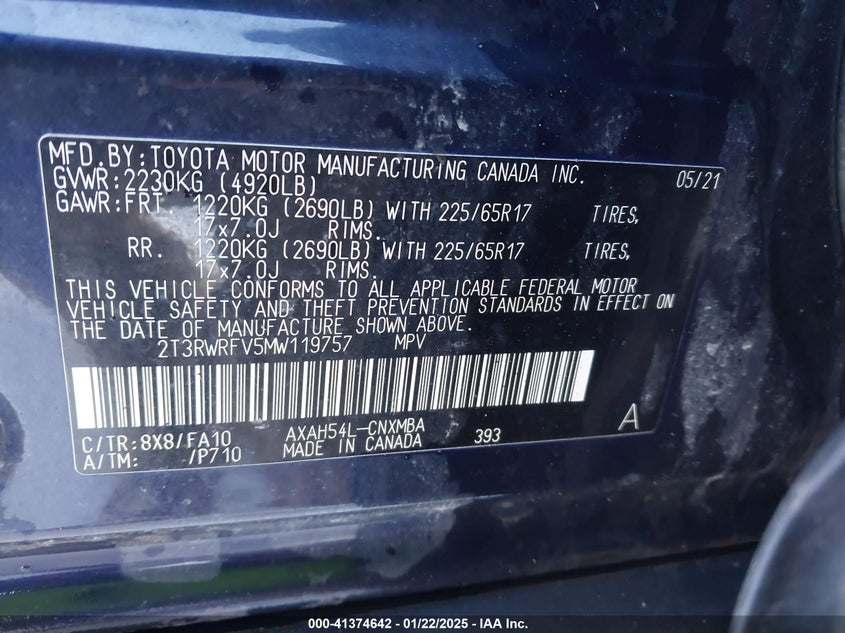 MFD.BY:TOYOTA MOTOR MANUFACTURING CANADA INC. 05/21
GVWR:2230KG (4920LB)
GAWR:FRT. 1220KG (2690LB) WITH 225/65R17 TIRES,
17x7.0J RIMS.
RR. 1220KG (2690LB) WITH 225/65R17 TIRES,
17x7.0J RIMS.
THIS VEHICLE CONFORMS TO ALL APPLICABLE FEDERAL MOTOR
VEHICLE SAFETY AND THEFT PREVENTION STANDARDS IN EFFECT ON
THE DATE OF MANUFACTURE SHOWN ABOVE.
2T3RWRFV5MW119757 MPV
C/TR:8X8/FA10 AXAH54L-CNXMBA 393 A
A/TM: /P710 MADE IN CANADA
000-41374642 - 01/22/2025 - IAA Inc.